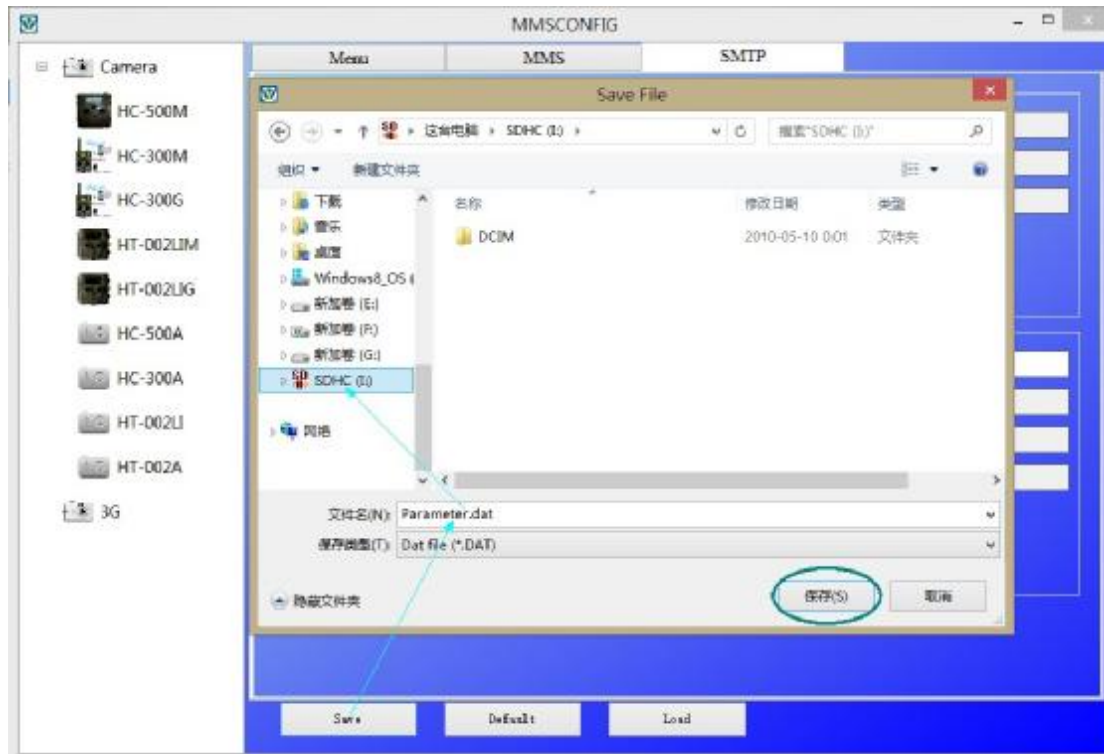 MMSCONFIG
Camera
HC-500M
HC-300M
HC-300G
HT-002LIM
HT-002LIG
HC-500A
HC-300A
HT-002LI
HT-002A
3G
Menu
MMS
SMTP
Save File
这台电脑
SDHC (I:)
搜索"SDHC (I:)"
组织
新建文件夹
下载
音乐
桌面
Windows8_OS (
新加卷 (E:)
新加卷 (F:)
新加卷 (G:)
SDHC (I:)
网络
名称
修改日期
类型
DCIM
2010-05-10 0:01
文件夹
文件名(N):
Parameter.dat
保存类型(T):
Dat file (*.DAT)
隐藏文件夹
保存(S)
取消
Save
Default
Load